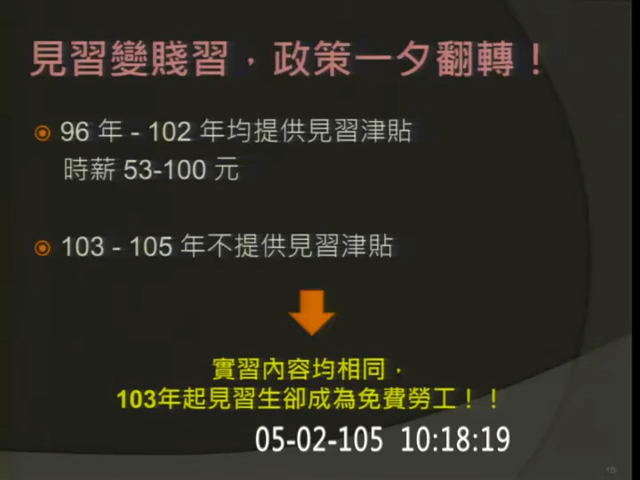 見習變賤習，政策一夕翻轉！
96 年 - 102 年均提供見習津貼
時薪 53-100 元
103 - 105 年不提供見習津貼
實習內容均相同，
103年起見習生卻成為免費勞工！！
05-02-105 10:18:19
15